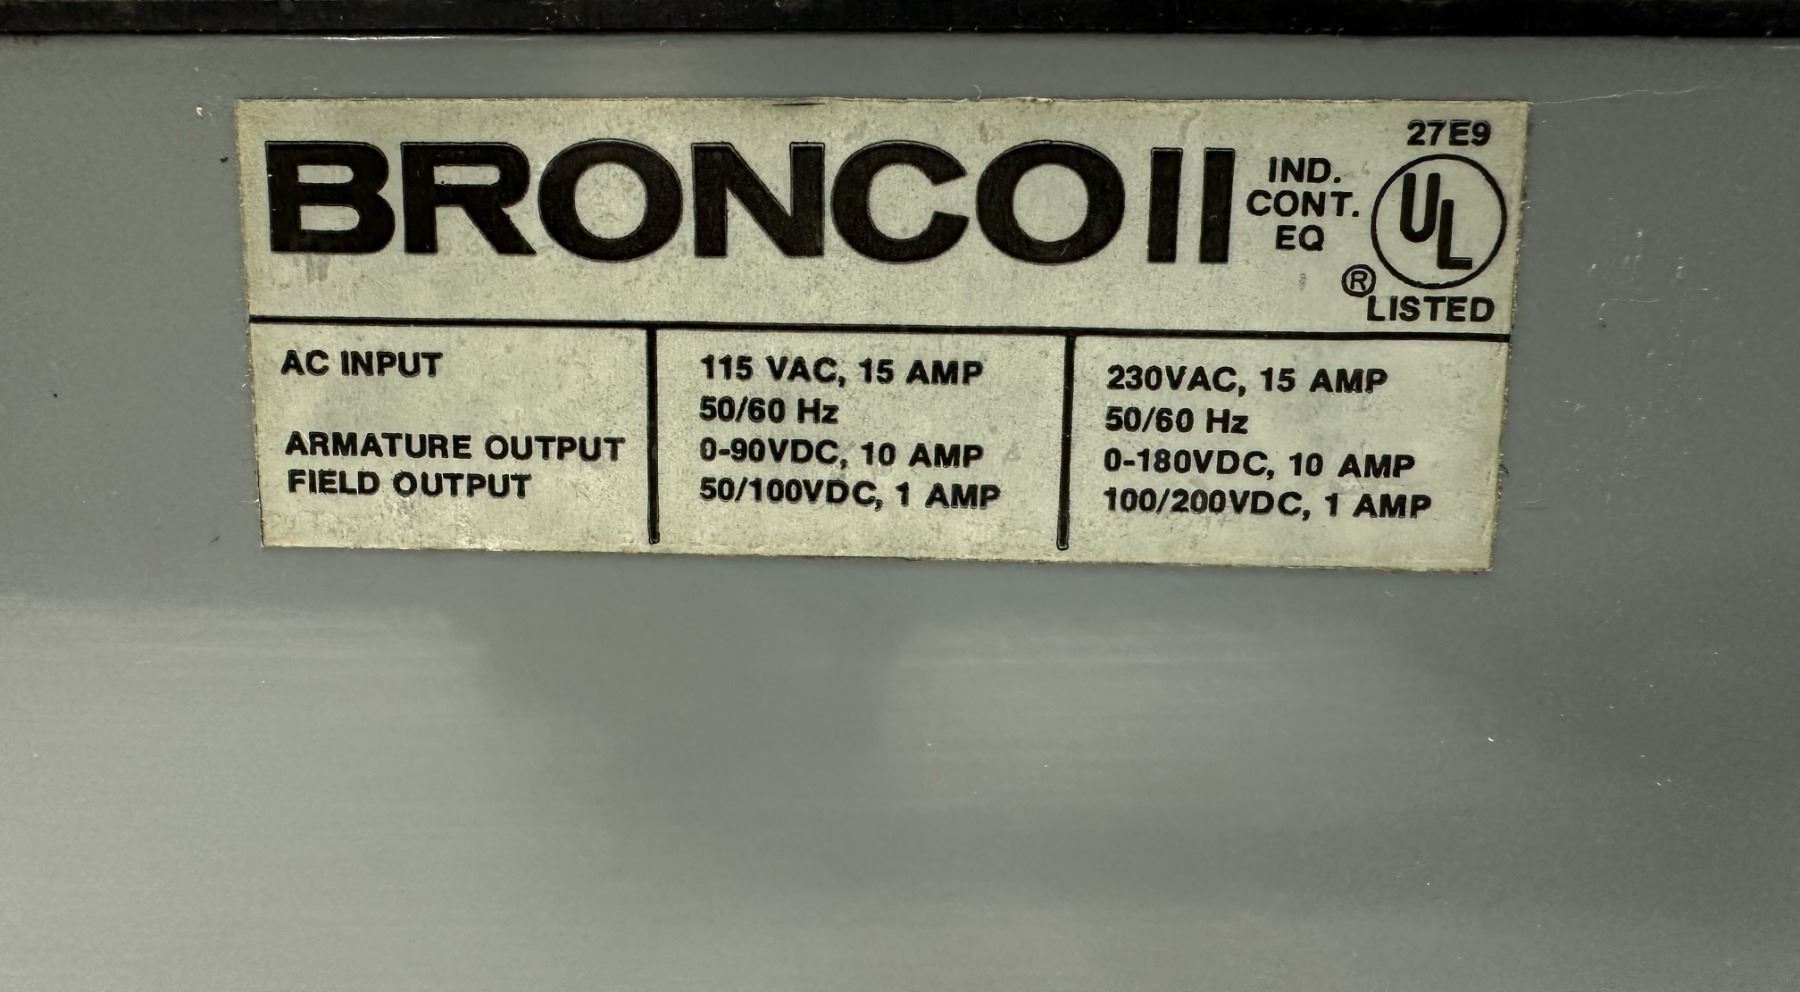 BRONCO II
IND.
CONT.
EQ
27E9
UL
®
LISTED
AC INPUT
ARMATURE OUTPUT
FIELD OUTPUT
115 VAC, 15 AMP
50/60 Hz
0-90VDC, 10 AMP
50/100VDC, 1 AMP
230VAC, 15 AMP
50/60 Hz
0-180VDC, 10 AMP
100/200VDC, 1 AMP